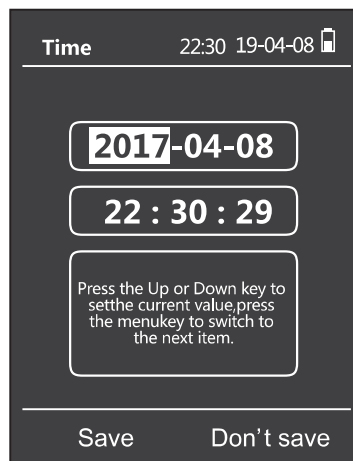 Time 22:30 19-04-08
2017-04-08
22 : 30 : 29
Press the Up or Down key to
setthe current value,press
the menukey to switch to
the next item.
Save Don't save